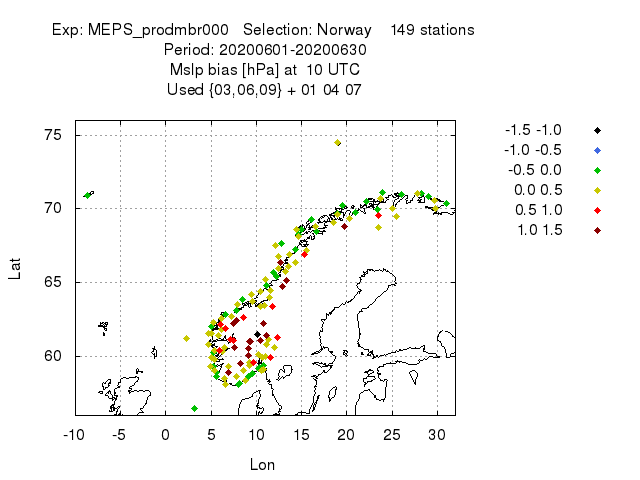 Exp: MEPS_prodmbr000 Selection: Norway 149 stations
Period: 20200601-20200630
Mslp bias [hPa] at 10 UTC
Used {03,06,09} + 01 04 07
75
70
65
60
Lat
-10 -5 0 5 10 15 20 25 30
Lon
-1.5 -1.0
-1.0 -0.5
-0.5 0.0
0.0 0.5
0.5 1.0
1.0 1.5